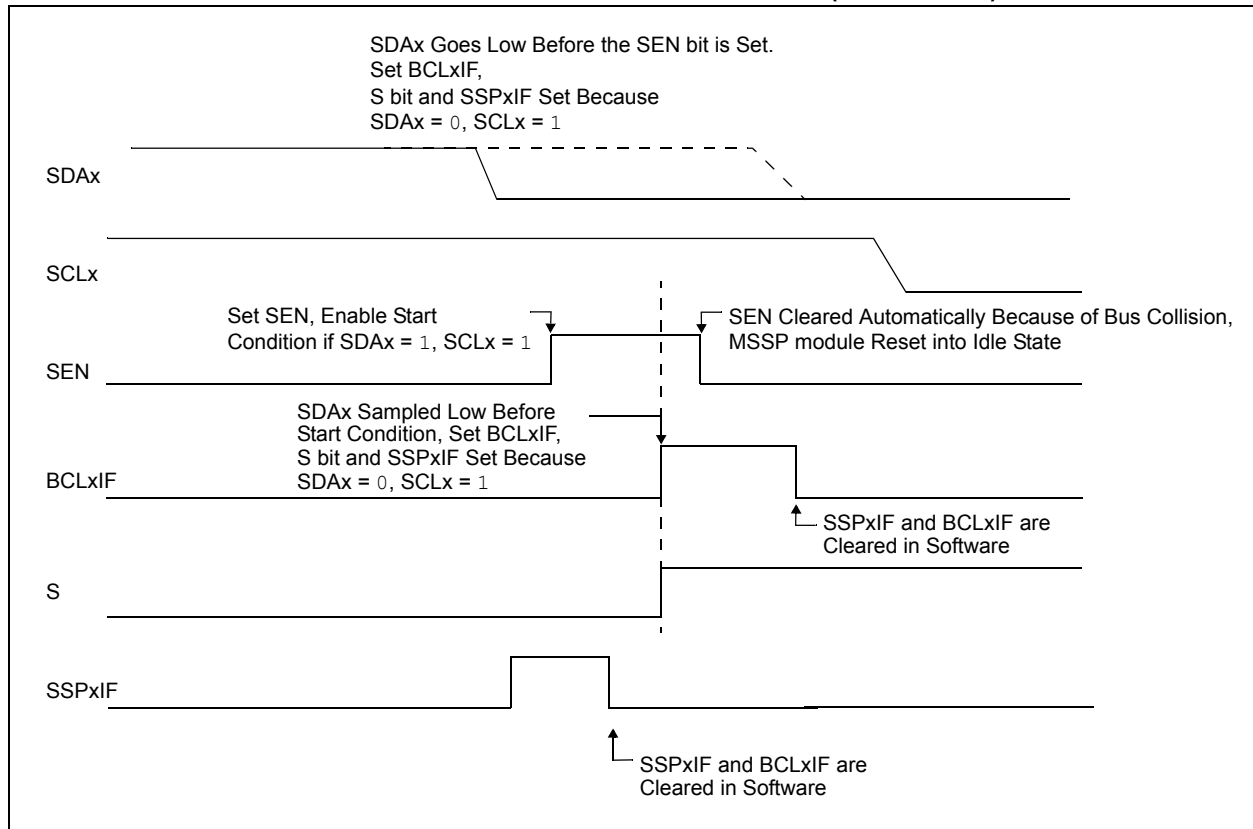 SDAx Goes Low Before the SEN bit is Set.
Set BCLxIF,
S bit and SSPxIF Set Because
SDAx = 0, SCLx = 1
SDAx
SCLx
Set SEN, Enable Start
Condition if SDAx = 1, SCLx = 1
SEN Cleared Automatically Because of Bus Collision,
MSSP module Reset into Idle State
SEN
SDAx Sampled Low Before
Start Condition, Set BCLxIF,
S bit and SSPxIF Set Because
SDAx = 0, SCLx = 1
BCLxIF
SSPxIF and BCLxIF are
Cleared in Software
S
SSPxIF
SSPxIF and BCLxIF are
Cleared in Software